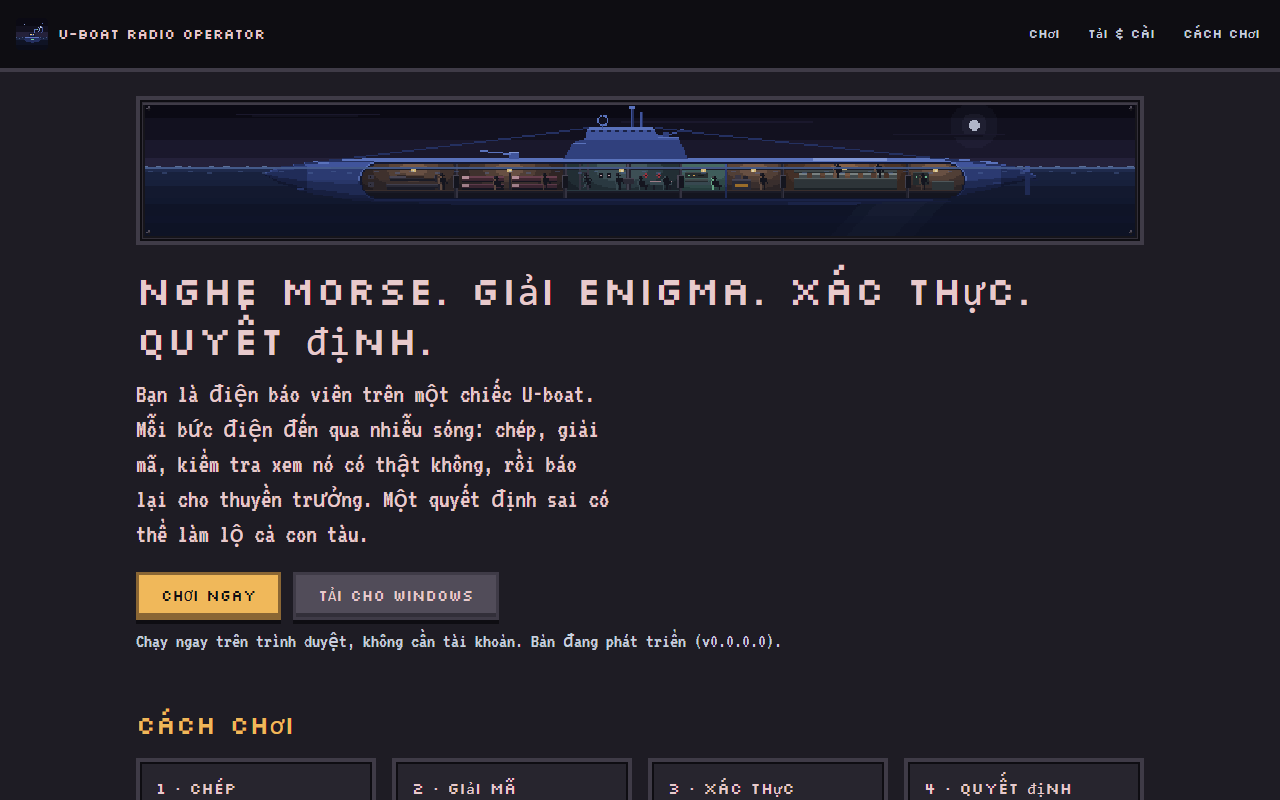 U-BOAT RADIO OPERATOR
CHơI
TảI & CÀI
CÁCH CHơI
NGHE MORSE. GIảI ENIGMA. XÁC THựC.
QUYẾT địNH.
Bạn là điện báo viên trên một chiếc U-boat.
Mỗi bức điện đến qua nhiễu sóng: chép, giải
mã, kiểm tra xem nó có thật không, rồi báo
lại cho thuyền trưởng. Một quyết định sai có
thể làm lộ cả con tàu.
CHƠI NGAY
TẢI CHO WINDOWS
Chạy ngay trên trình duyệt, không cần tài khoản. Bản đang phát triển (v0.0.0.0).
CÁCH CHơI
1 · CHÉP
2 · GIảI MÃ
3 · XÁC THựC
4 · QUYẾT địNH